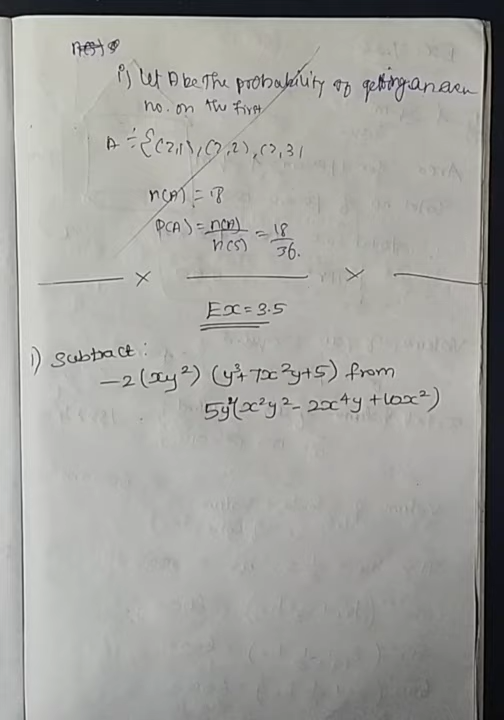 i) Let A be The probability of getting an even
no. on The first
A = {(2,1), (2,2), (2,3)
n(A) = 18
P(A) = n(A)/n(S) = 18/36.
Ex = 3.5
1) Subtract:
-2(xy²) (y³+7x²y+5) from
5y²(x²y² - 2x⁴y + 10x²)